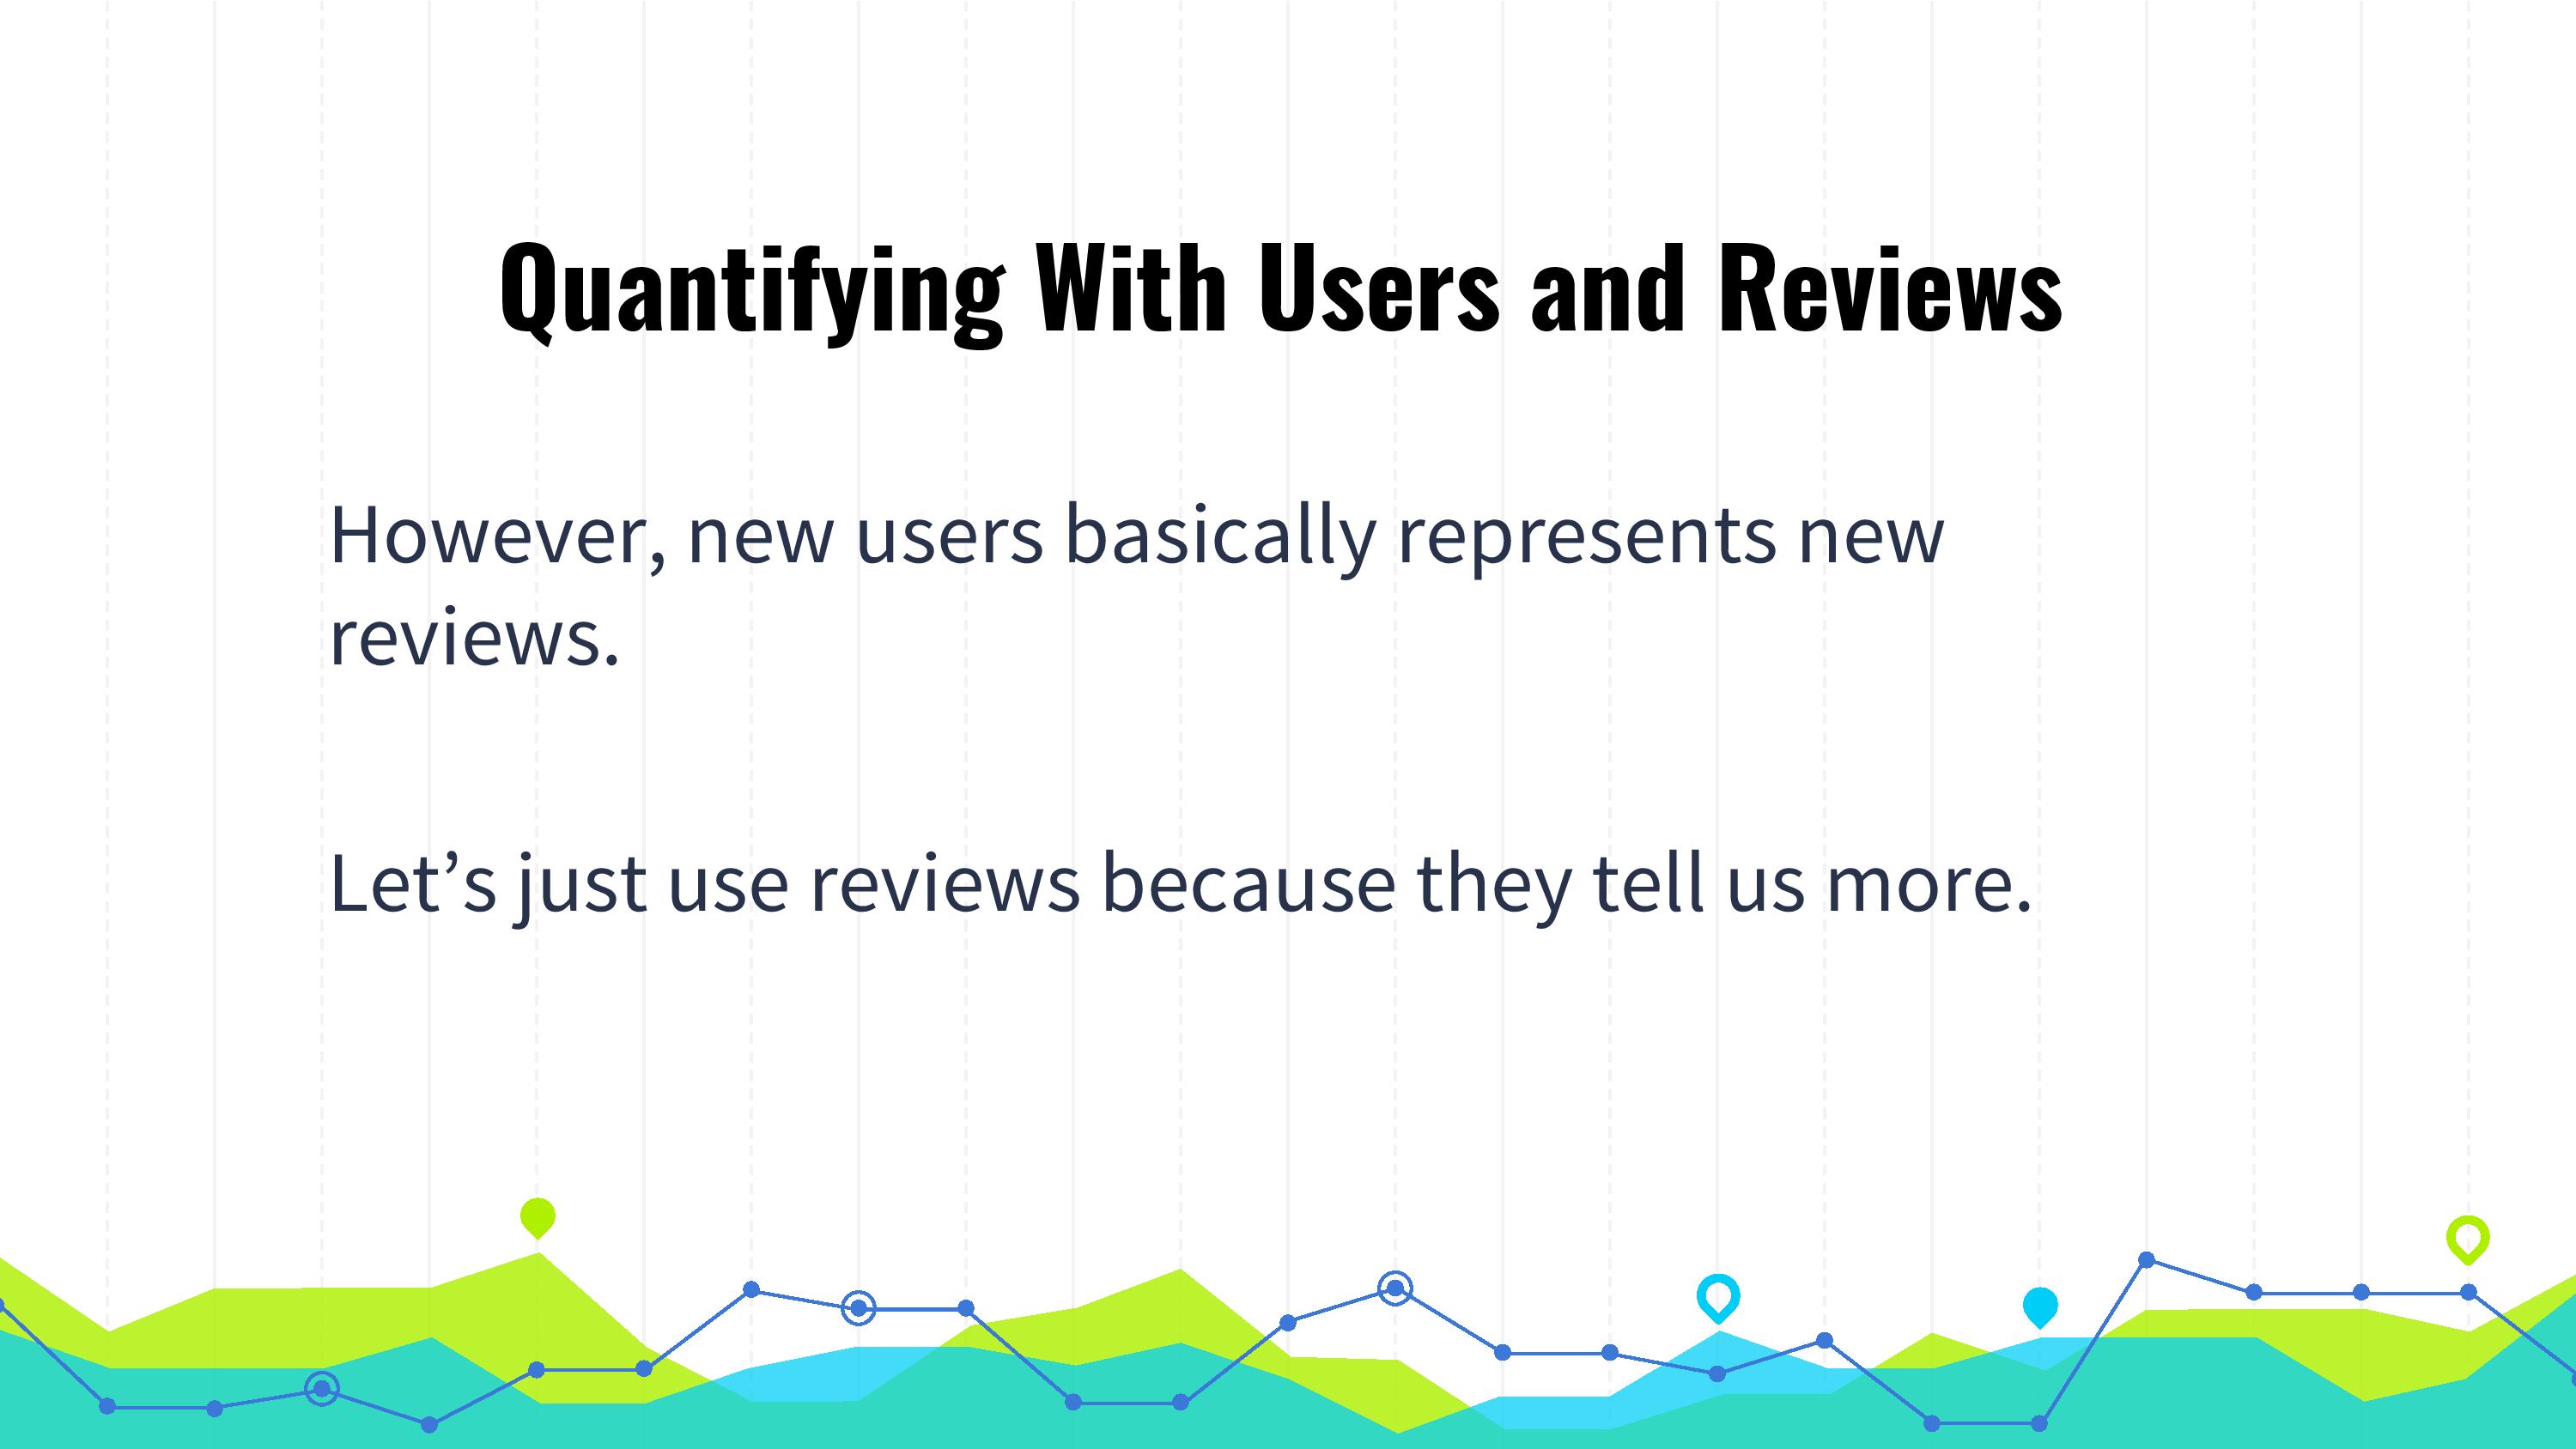 Quantifying With Users and Reviews
However, new users basically represents new
reviews.
Let’s just use reviews because they tell us more.